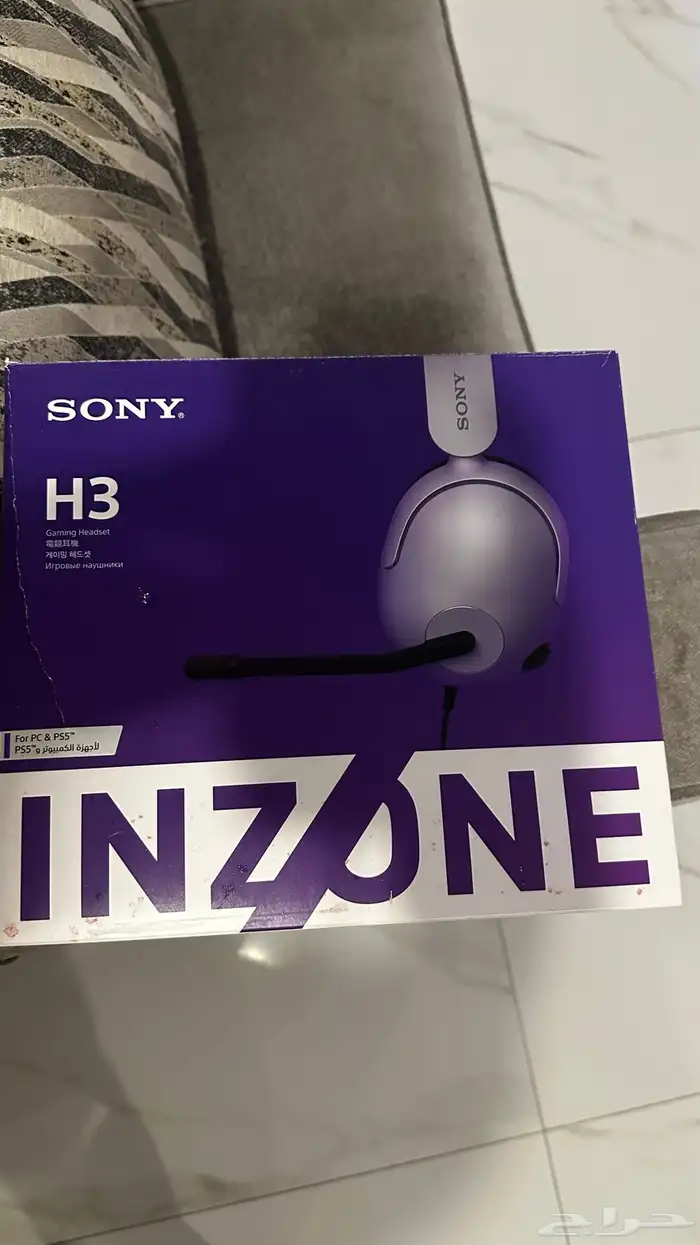 SONY®
SONY
H3
Gaming Headset
電競耳機
게이밍 헤드셋
Игровые наушники
For PC & PS5™
لأجهزة الكمبيوتر وPS5™
INZONE
حراج